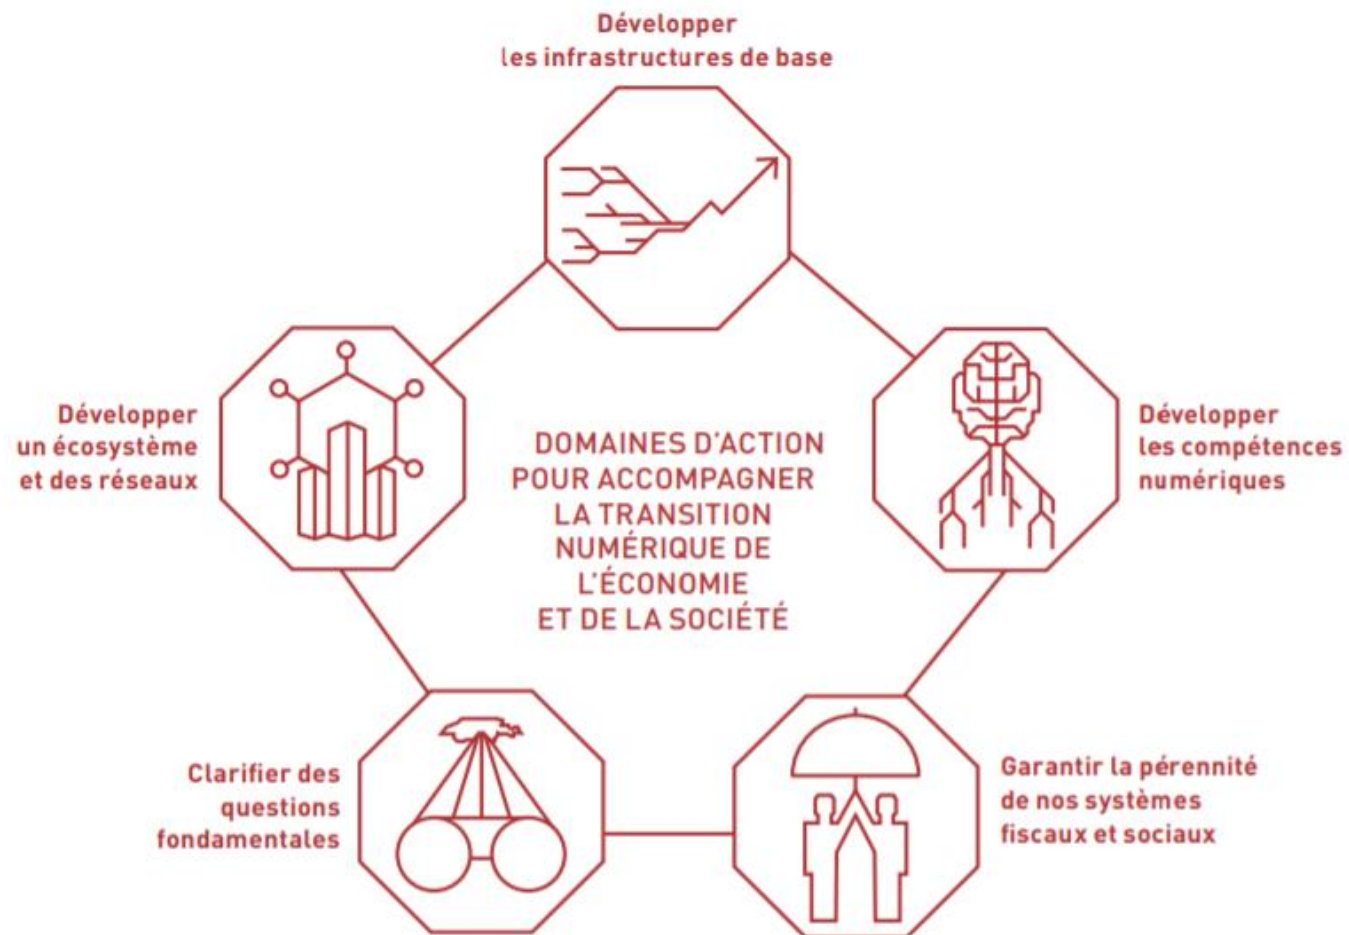 Développer
les infrastructures de base
Développer
un écosystème
et des réseaux
DOMAINES D'ACTION
POUR ACCOMPAGNER
LA TRANSITION
NUMÉRIQUE DE
L'ÉCONOMIE
ET DE LA SOCIÉTÉ
Développer
les compétences
numériques
Clarifier des
questions
fondamentales
Garantir la pérennité
de nos systèmes
fiscaux et sociaux